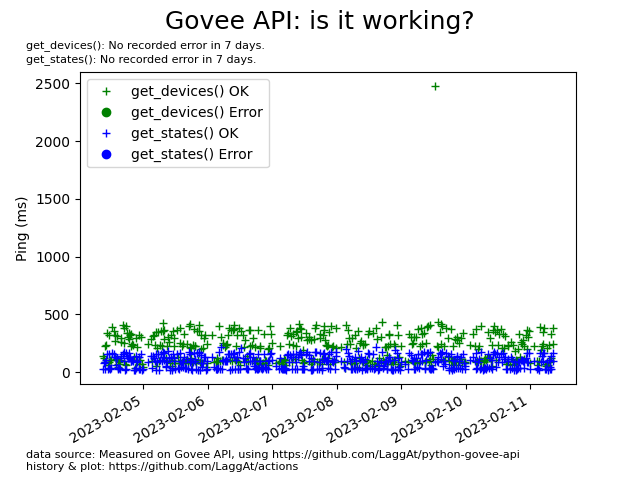 Govee API: is it working?
get_devices(): No recorded error in 7 days.
get_states(): No recorded error in 7 days.
get_devices() OK
get_devices() Error
get_states() OK
get_states() Error
Ping (ms)
2500
2000
1500
1000
500
0
2023-02-05
2023-02-06
2023-02-07
2023-02-08
2023-02-09
2023-02-10
2023-02-11
data source: Measured on Govee API, using https://github.com/LaggAt/python-govee-api
history & plot: https://github.com/LaggAt/actions